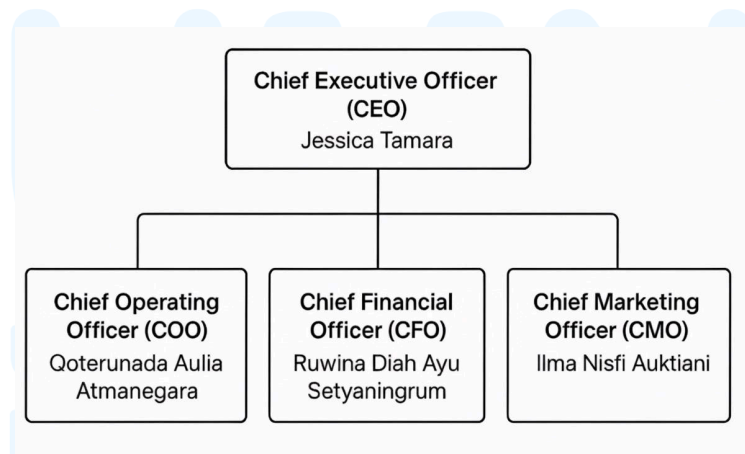 Chief Executive Officer
(CEO)
Jessica Tamara
Chief Operating
Officer (COO)
Qoterunada Aulia
Atmanegara
Chief Financial
Officer (CFO)
Ruwina Diah Ayu
Setyaningrum
Chief Marketing
Officer (CMO)
Ilma Nisfi Auktiani